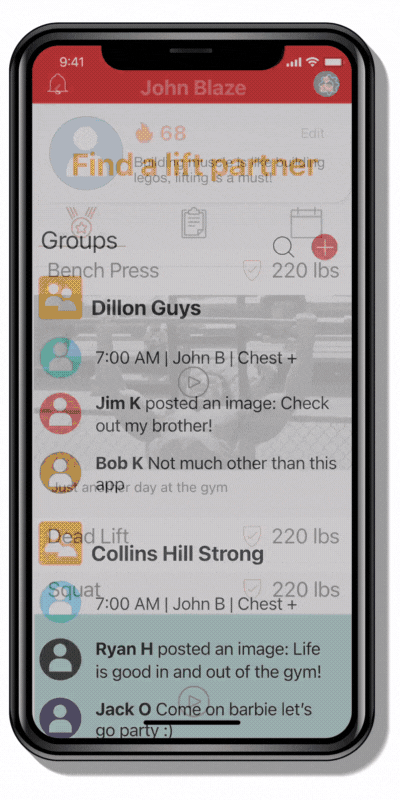 9:41
John Blaze
68
Edit
Find a lift partner
Building muscle is like building
legos, lifting is a must!
Groups
Bench Press 220 lbs
Dillon Guys
7:00 AM | John B | Chest +
Jim K posted an image: Check
out my brother!
Bob K Not much other than this
app
Just another day at the gym
Dead Lift 220 lbs
Collins Hill Strong
Squat 220 lbs
7:00 AM | John B | Chest +
Ryan H posted an image: Life
is good in and out of the gym!
Jack O Come on barbie let's
go party :)